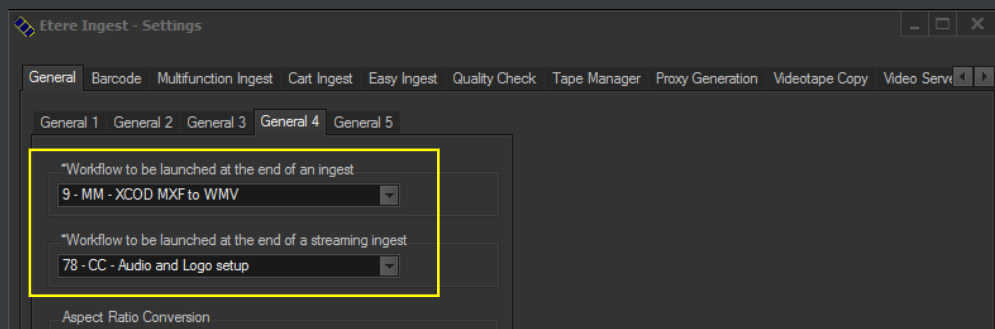 Etere Ingest - Settings
General Barcode Multifunction Ingest Cart Ingest Easy Ingest Quality Check Tape Manager Proxy Generation Videotape Copy Video Serve
General 1 General 2 General 3 General 4 General 5
*Workflow to be launched at the end of an ingest
9 - MM - XCOD MXF to WMV
*Workflow to be launched at the end of a streaming ingest
78 - CC - Audio and Logo setup
Aspect Ratio Conversion